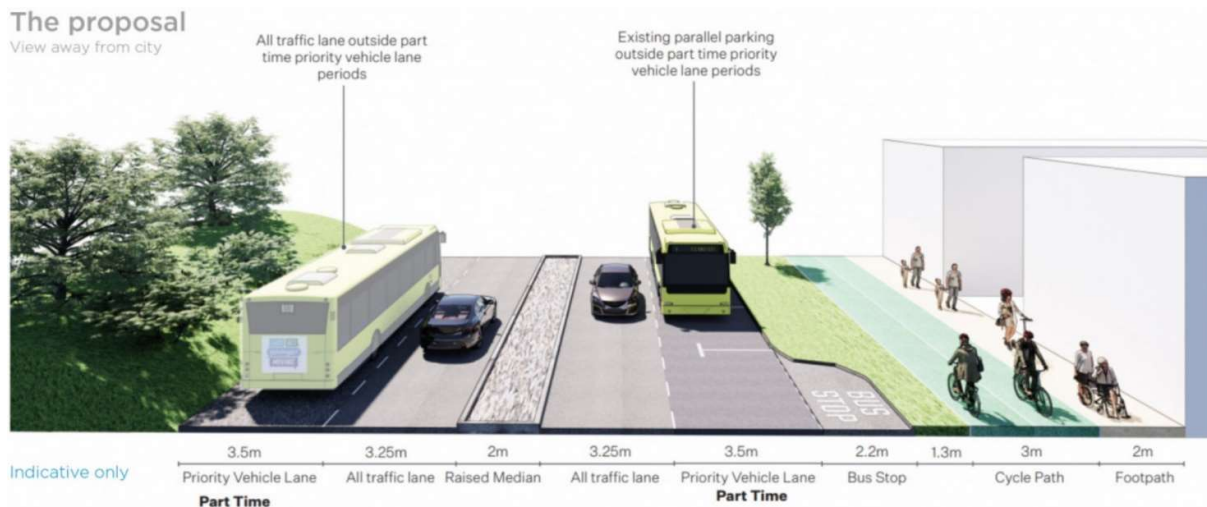 The proposal
View away from city
All traffic lane outside part
time priority vehicle lane
periods
Existing parallel parking
outside part time priority
vehicle lane periods
BUS
STOP
3.5m 3.25m 2m 3.25m 3.5m 2.2m 1.3m 3m 2m
Indicative only
Priority Vehicle Lane All traffic lane Raised Median All traffic lane Priority Vehicle Lane Bus Stop Cycle Path Footpath
Part Time Part Time